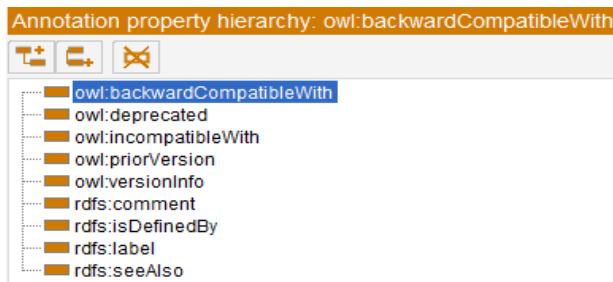 Annotation property hierarchy: owl:backwardCompatibleWith
owl:backwardCompatibleWith
owl:deprecated
owl:incompatibleWith
owl:priorVersion
owl:versionInfo
rdfs:comment
rdfs:isDefinedBy
rdfs:label
rdfs:seeAlso